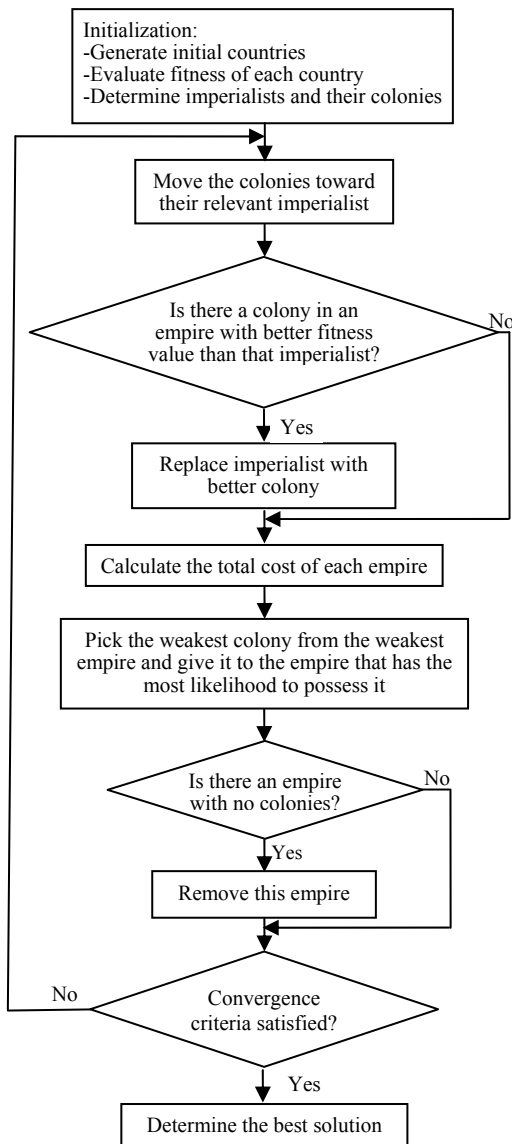 Initialization:
-Generate initial countries
-Evaluate fitness of each country
-Determine imperialists and their colonies
Move the colonies toward
their relevant imperialist
Is there a colony in an
empire with better fitness
value than that imperialist?
No
Yes
Replace imperialist with
better colony
Calculate the total cost of each empire
Pick the weakest colony from the weakest
empire and give it to the empire that has the
most likelihood to possess it
Is there an empire
with no colonies?
No
Yes
Remove this empire
Convergence
criteria satisfied?
No
Yes
Determine the best solution